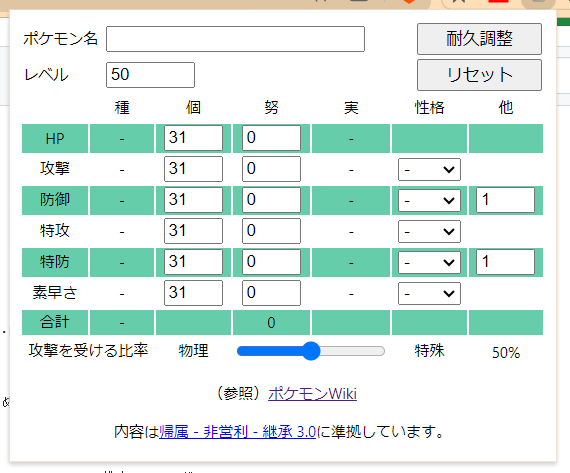 ポケモン名 耐久調整
レベル 50 リセット
種 個 努 実 性格 他
HP - 31 0 -
攻撃 - 31 0 - -
防御 - 31 0 - - 1
特攻 - 31 0 - -
特防 - 31 0 - - 1
素早さ - 31 0 - -
合計 - 0
攻撃を受ける比率 物理 特殊 50%
（参照）ポケモンWiki
内容は帰属 - 非営利 - 継承 3.0に準拠しています。